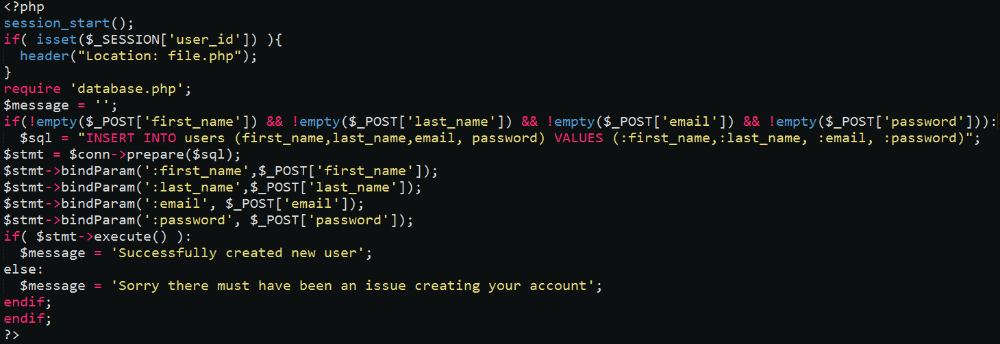 <?php
session_start();
if( isset($_SESSION['user_id']) ){
  header("Location: file.php");
}
require 'database.php';
$message = '';
if(!empty($_POST['first_name']) && !empty($_POST['last_name']) && !empty($_POST['email']) && !empty($_POST['password'])):
  $sql = "INSERT INTO users (first_name,last_name,email, password) VALUES (:first_name,:last_name, :email, :password)";
$stmt = $conn->prepare($sql);
$stmt->bindParam(':first_name',$_POST['first_name']);
$stmt->bindParam(':last_name',$_POST['last_name']);
$stmt->bindParam(':email', $_POST['email']);
$stmt->bindParam(':password', $_POST['password']);
if( $stmt->execute() ):
  $message = 'Successfully created new user';
else:
  $message = 'Sorry there must have been an issue creating your account';
endif;
endif;
?>